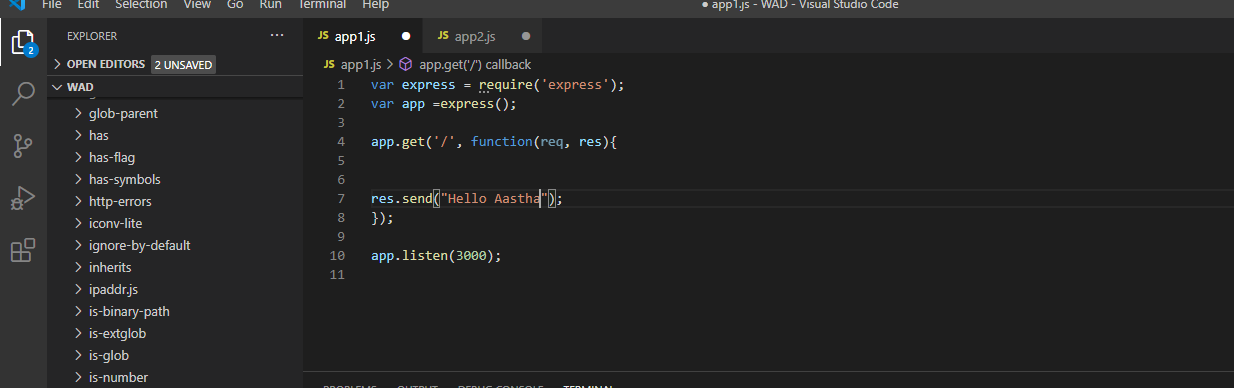 File Edit Selection View Go Run Terminal Help
● app1.js - WAD - Visual Studio Code
EXPLORER
···
2
OPEN EDITORS 2 UNSAVED
WAD
glob-parent
has
has-flag
has-symbols
http-errors
iconv-lite
ignore-by-default
inherits
ipaddr.js
is-binary-path
is-extglob
is-glob
is-number
JS app1.js ●
JS app2.js ●
JS app1.js > app.get('/') callback
1 var express = require('express');
2 var app =express();
3
4 app.get('/', function(req, res){
5
6
7 res.send("Hello Aastha");
8 });
9
10 app.listen(3000);
11
PROBLEMS OUTPUT DEBUG CONSOLE TERMINAL